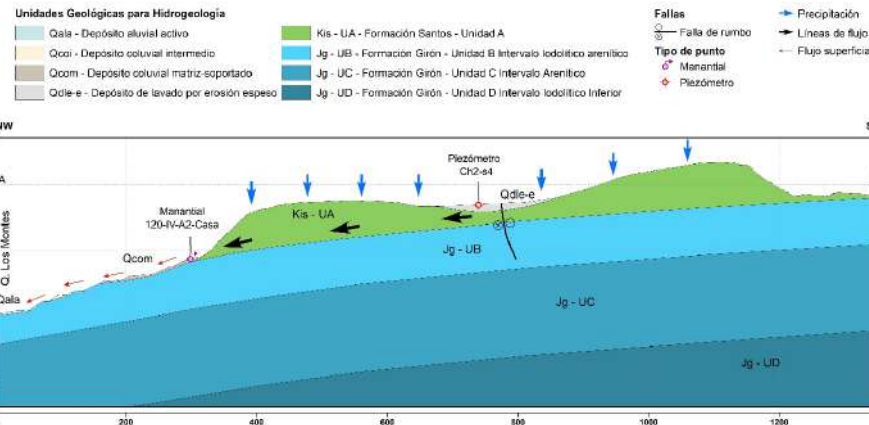 Unidades Geológicas para Hidrogeología
Qala - Depósito aluvial activo
Qcoi - Depósito coluvial intermedio
Qcom - Depósito coluvial matriz-soportado
Qdle-e - Depósito de lavado por erosión espeso
Kis - UA - Formación Santos - Unidad A
Jg - UB - Formación Girón - Unidad B Intervalo lodolítico arenítico
Jg - UC - Formación Girón - Unidad C Intervalo Arenítico
Jg - UD - Formación Girón - Unidad D Intervalo lodolítico Inferior
Fallas
Falla de rumbo
Tipo de punto
Manantial
Piezómetro
Precipitación
Líneas de flujo
Flujo superficia
NW
S
A
Piezómetro
Ch2-s4
Qdle-e
Manantial
120-IV-A2-Casa
Kis - UA
Q. Los Montes
Qcom
Jg - UB
Qala
Jg - UC
Jg - UD
200
400
600
800
1000
1200